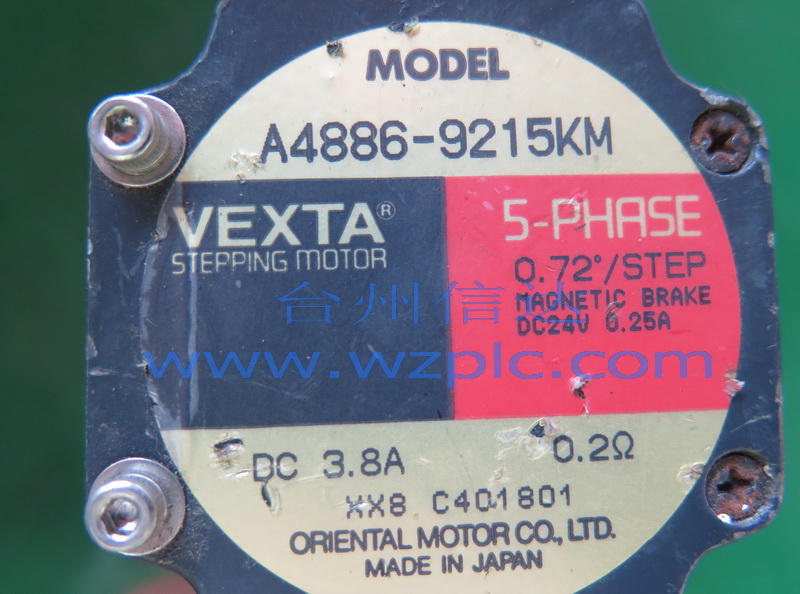 MODEL
A4886-9215KM
VEXTA®
STEPPING MOTOR
5-PHASE
0.72°/STEP
MAGNETIC BRAKE
DC24V 0.25A
台州信达
www.wzplc.com
DC 3.8A
0.2Ω
XX8 C401801
ORIENTAL MOTOR CO., LTD.
MADE IN JAPAN